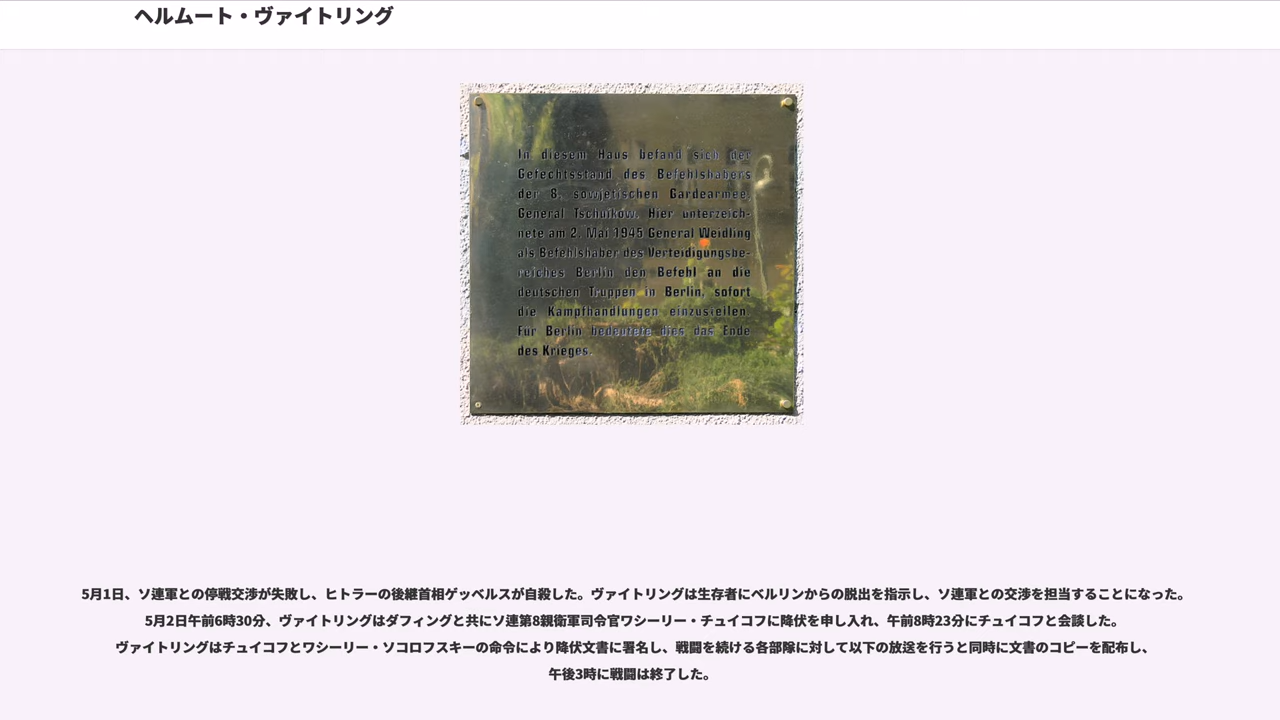 ヘルムート・ヴァイトリング
In diesem Haus befand sich der
Gefechtsstand des Befehlshabers
der 8. sowjetischen Gardearmee,
General Tschuikow. Hier unterzeich-
nete am 2. Mai 1945 General Weidling
als Befehlshaber des Verteidigungsbe-
reiches Berlin den Befehl an die
deutschen Truppen in Berlin, sofort
die Kampfhandlungen einzustellen.
Für Berlin bedeutete dies das Ende
des Krieges.
5月1日、ソ連軍との停戦交渉が失敗し、ヒトラーの後継首相ゲッベルスが自殺した。ヴァイトリングは生存者にベルリンからの脱出を指示し、ソ連軍との交渉を担当することになった。
5月2日午前6時30分、ヴァイトリングはダフィングと共にソ連第8親衛軍司令官ワシーリー・チュイコフに降伏を申し入れ、午前8時23分にチュイコフと会談した。
ヴァイトリングはチュイコフとワシーリー・ソコロフスキーの命令により降伏文書に署名し、戦闘を続ける各部隊に対して以下の放送を行うと同時に文書のコピーを配布し、
午後3時に戦闘は終了した。